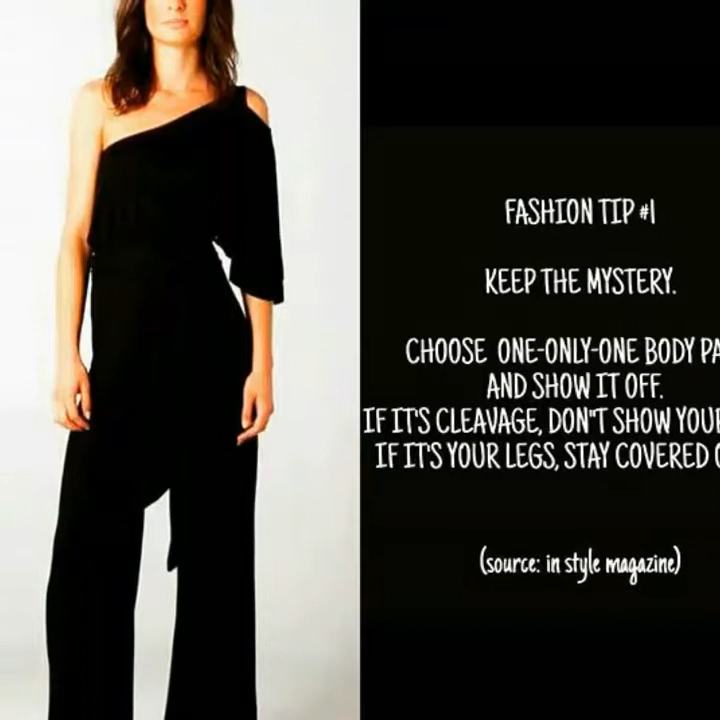 FASHION TIP #1
KEEP THE MYSTERY.
CHOOSE ONE-ONLY-ONE BODY PA
AND SHOW IT OFF.
IF IT'S CLEAVAGE, DON"T SHOW YOUR
IF IT'S YOUR LEGS, STAY COVERED
(source: in style magazine)